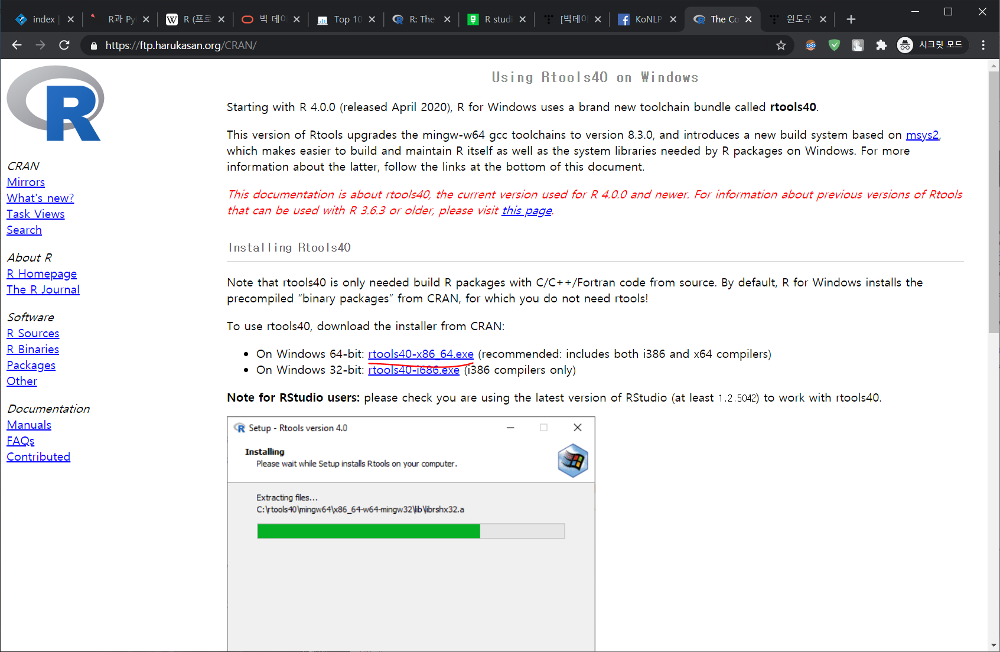 index
R과 Py
R (프로
빅 데이
Top 10
R: The
R studi
[빅데이
KoNLP
The Co
윈도우
https://ftp.harukasan.org/CRAN/
시크릿 모드
R
CRAN
Mirrors
What's new?
Task Views
Search
About R
R Homepage
The R Journal
Software
R Sources
R Binaries
Packages
Other
Documentation
Manuals
FAQs
Contributed
Using Rtools40 on Windows
Starting with R 4.0.0 (released April 2020), R for Windows uses a brand new toolchain bundle called rtools40.
This version of Rtools upgrades the mingw-w64 gcc toolchains to version 8.3.0, and introduces a new build system based on msys2,
which makes easier to build and maintain R itself as well as the system libraries needed by R packages on Windows. For more
information about the latter, follow the links at the bottom of this document.
This documentation is about rtools40, the current version used for R 4.0.0 and newer. For information about previous versions of Rtools
that can be used with R 3.6.3 or older, please visit this page.
Installing Rtools40
Note that rtools40 is only needed build R packages with C/C++/Fortran code from source. By default, R for Windows installs the
precompiled “binary packages” from CRAN, for which you do not need rtools!
To use rtools40, download the installer from CRAN:
• On Windows 64-bit: rtools40-x86_64.exe (recommended: includes both i386 and x64 compilers)
• On Windows 32-bit: rtools40-i686.exe (i386 compilers only)
Note for RStudio users: please check you are using the latest version of RStudio (at least 1.2.5042) to work with rtools40.
Setup - Rtools version 4.0
Installing
Please wait while Setup installs Rtools on your computer.
Extracting files...
C:\rtools40\mingw64\x86_64-w64-mingw32\lib\librshx32.a